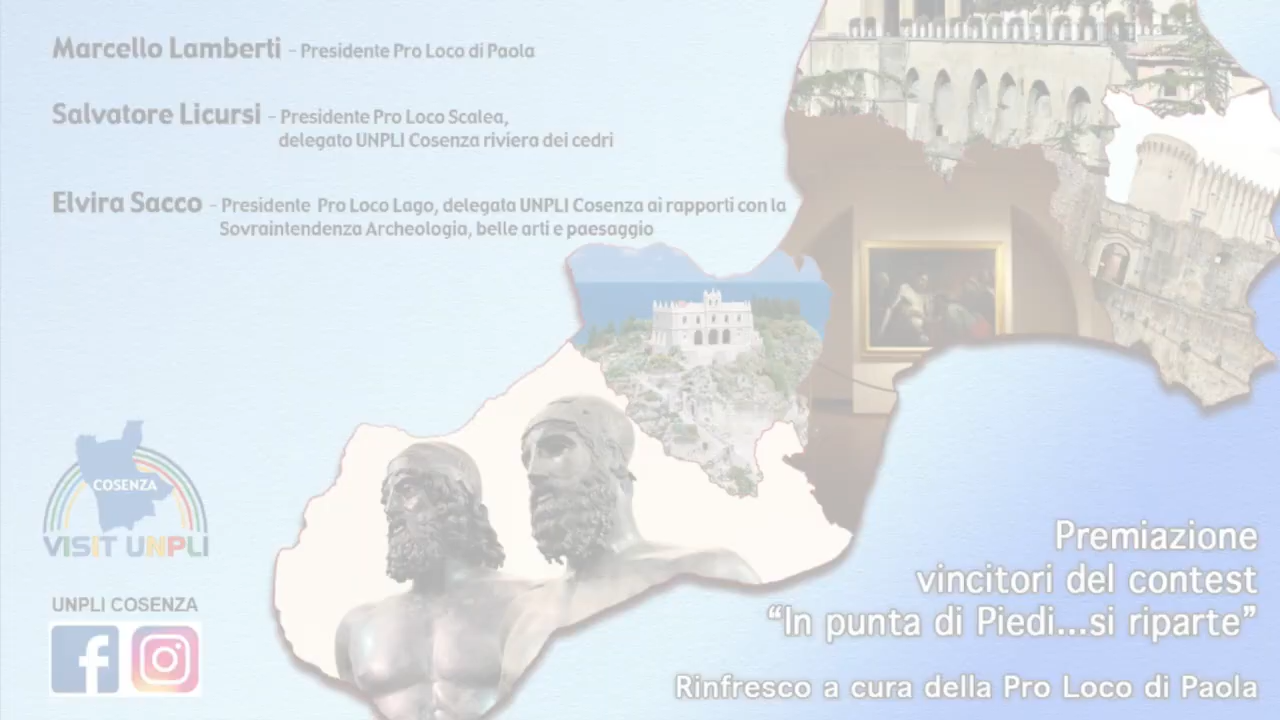 Marcello Lamberti - Presidente Pro Loco di Paola
Salvatore Licursi - Presidente Pro Loco Scalea,
delegato UNPLI Cosenza riviera dei cedri
Elvira Sacco - Presidente Pro Loco Lago, delegata UNPLI Cosenza ai rapporti con la
Sovraintendenza Archeologia, belle arti e paesaggio
COSENZA
VISIT UNPLI
UNPLI COSENZA
Premiazione
vincitori del contest
“In punta di Piedi...si riparte”
Rinfresco a cura della Pro Loco di Paola